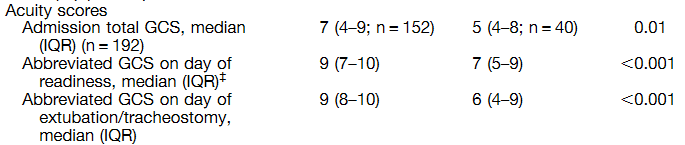 Acuity scores
Admission total GCS, median 7 (4–9; n = 152) 5 (4–8; n = 40) 0.01
(IQR) (n = 192)
Abbreviated GCS on day of 9 (7–10) 7 (5–9) <0.001
readiness, median (IQR)‡
Abbreviated GCS on day of 9 (8–10) 6 (4–9) <0.001
extubation/tracheostomy,
median (IQR)